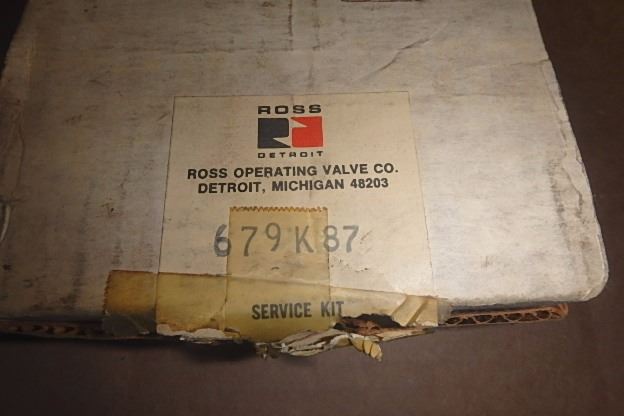 ROSS
DETROIT
ROSS OPERATING VALVE CO.
DETROIT, MICHIGAN 48203
679K87
SERVICE KIT